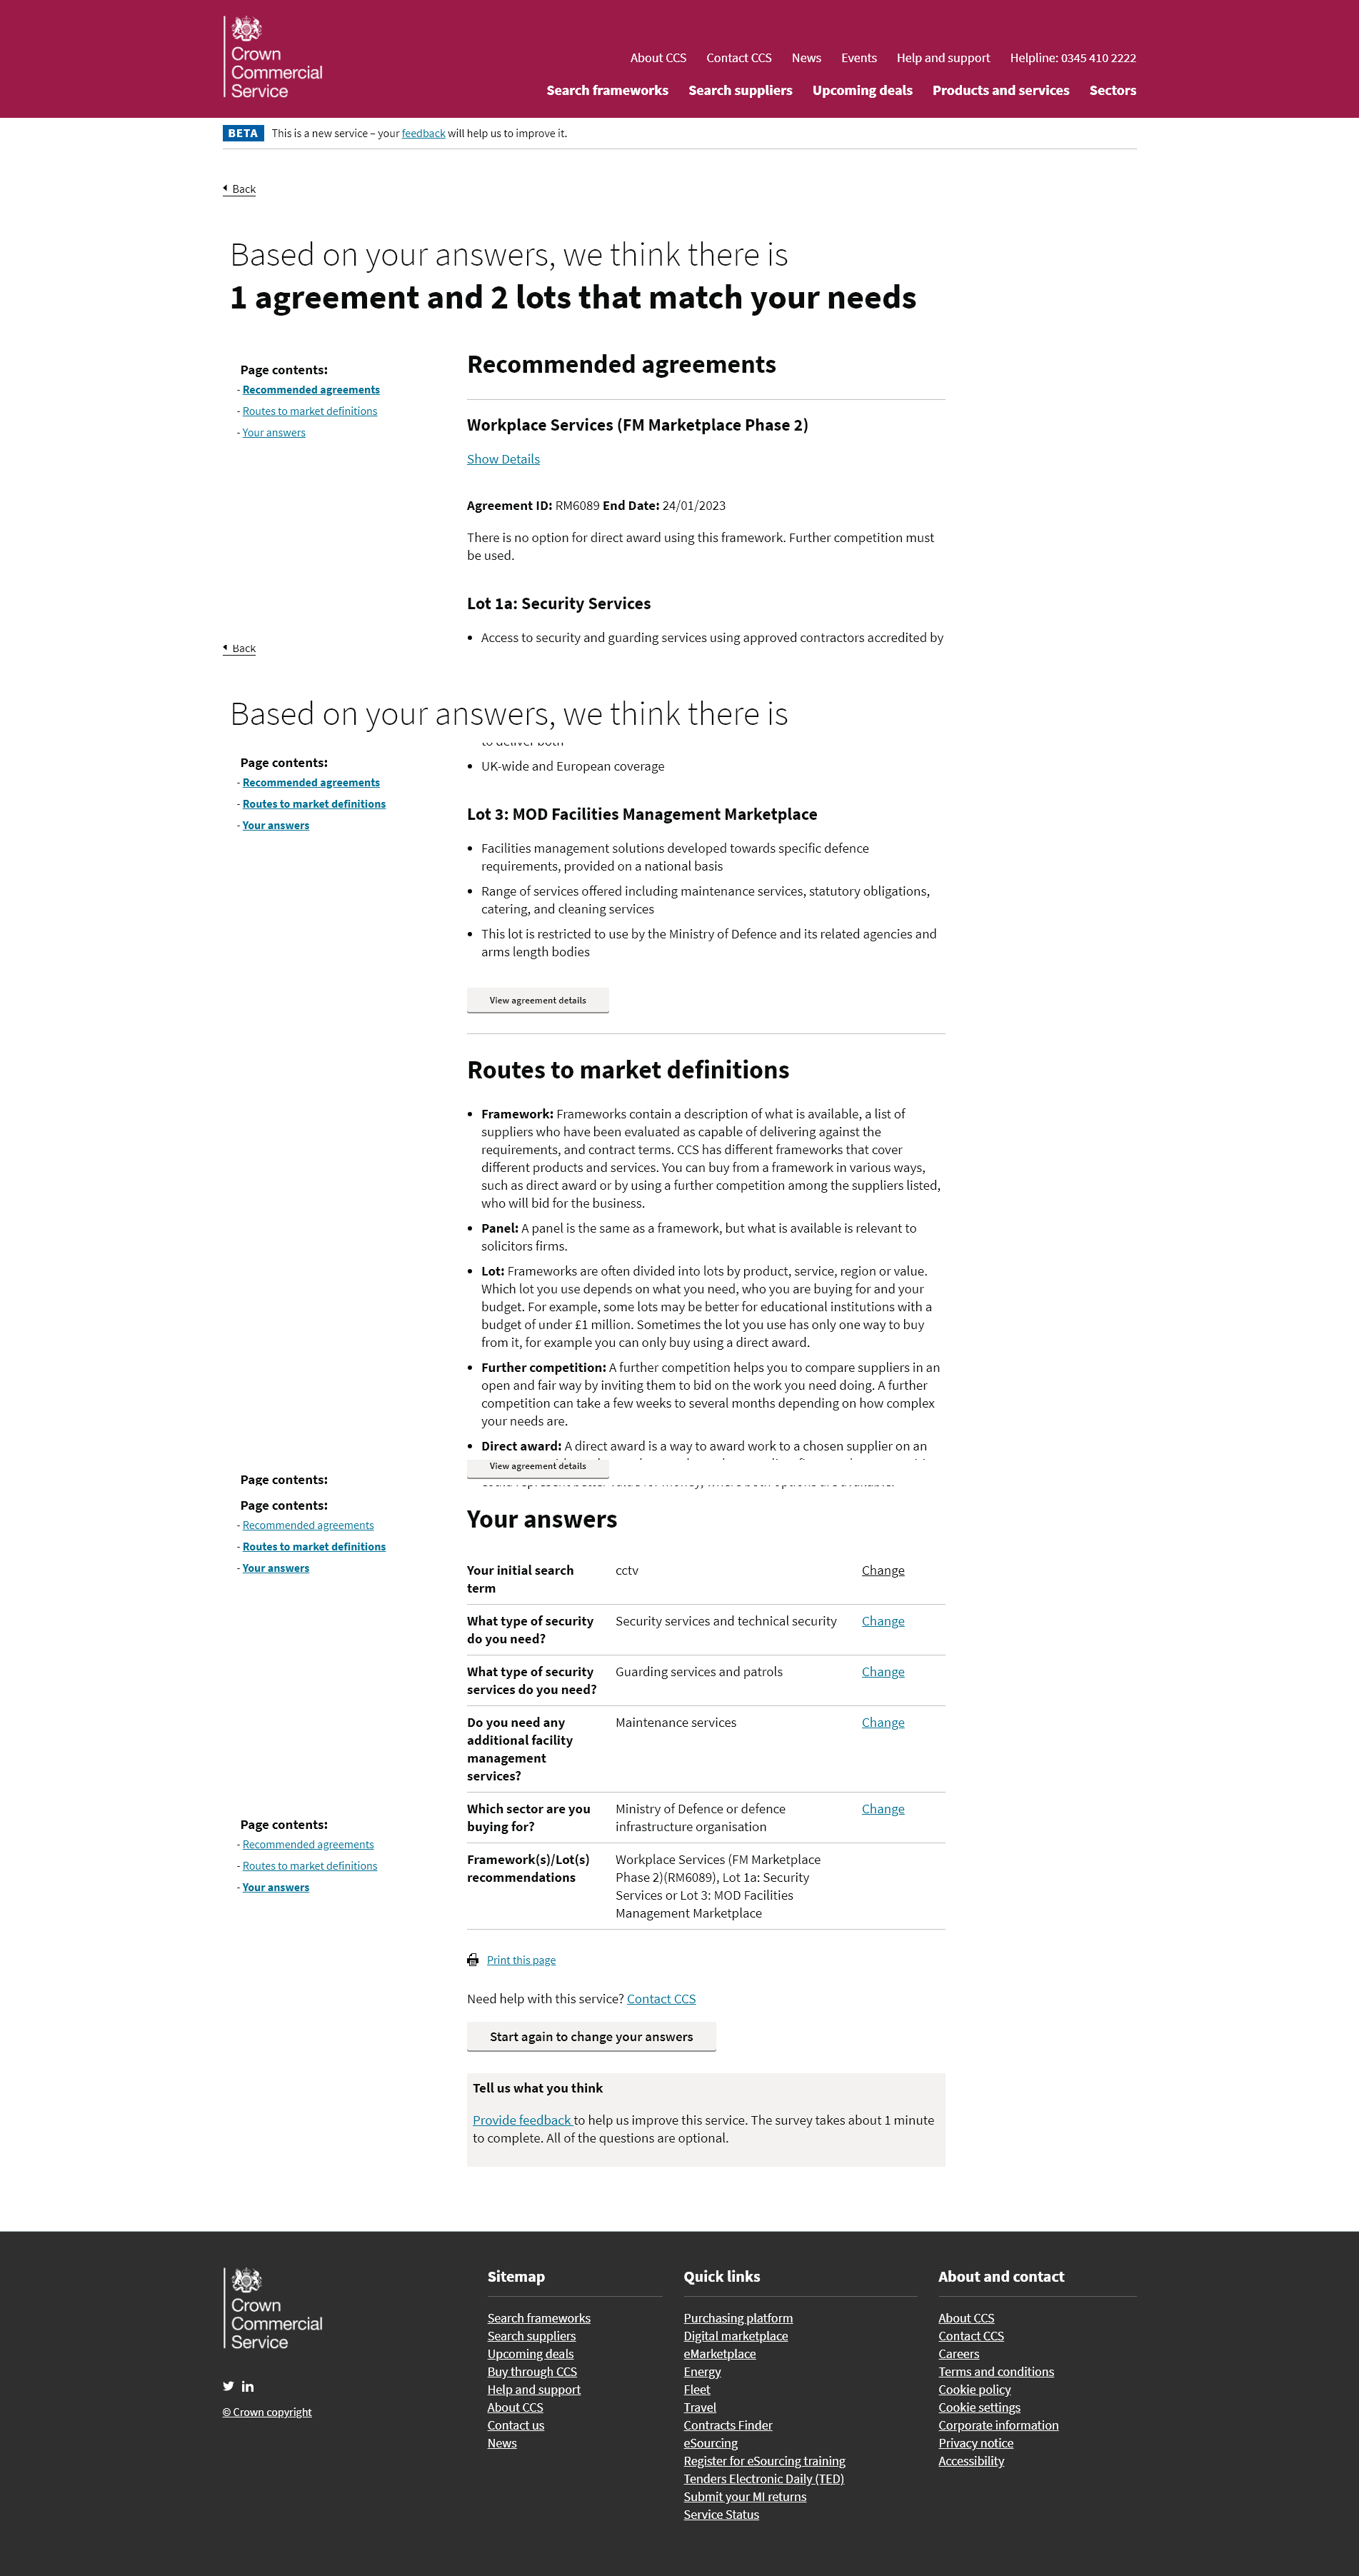 Crown
Commercial
Service
About CCS Contact CCS News Events Help and support Helpline: 0345 410 2222
Search frameworks Search suppliers Upcoming deals Products and services Sectors
BETA This is a new service – your feedback will help us to improve it.
Back
Based on your answers, we think there is
1 agreement and 2 lots that match your needs
Page contents:
- Recommended agreements
- Routes to market definitions
- Your answers
Recommended agreements
Workplace Services (FM Marketplace Phase 2)
Show Details
Agreement ID: RM6089 End Date: 24/01/2023
There is no option for direct award using this framework. Further competition must
be used.
Lot 1a: Security Services
• Access to security and guarding services using approved contractors accredited by
Back
Based on your answers, we think there is
to deliver both
Page contents:
- Recommended agreements
- Routes to market definitions
- Your answers
• UK-wide and European coverage
Lot 3: MOD Facilities Management Marketplace
• Facilities management solutions developed towards specific defence
requirements, provided on a national basis
• Range of services offered including maintenance services, statutory obligations,
catering, and cleaning services
• This lot is restricted to use by the Ministry of Defence and its related agencies and
arms length bodies
View agreement details
Routes to market definitions
• Framework: Frameworks contain a description of what is available, a list of
suppliers who have been evaluated as capable of delivering against the
requirements, and contract terms. CCS has different frameworks that cover
different products and services. You can buy from a framework in various ways,
such as direct award or by using a further competition among the suppliers listed,
who will bid for the business.
• Panel: A panel is the same as a framework, but what is available is relevant to
solicitors firms.
• Lot: Frameworks are often divided into lots by product, service, region or value.
Which lot you use depends on what you need, who you are buying for and your
budget. For example, some lots may be better for educational institutions with a
budget of under £1 million. Sometimes the lot you use has only one way to buy
from it, for example you can only buy using a direct award.
• Further competition: A further competition helps you to compare suppliers in an
open and fair way by inviting them to bid on the work you need doing. A further
competition can take a few weeks to several months depending on how complex
your needs are.
• Direct award: A direct award is a way to award work to a chosen supplier on an
View agreement details
Page contents:
could represent better value for money, where both options are available.
Page contents:
- Recommended agreements
- Routes to market definitions
- Your answers
Your answers
Your initial search cctv Change
term
What type of security Security services and technical security Change
do you need?
What type of security Guarding services and patrols Change
services do you need?
Do you need any Maintenance services Change
additional facility
management
services?
Which sector are you Ministry of Defence or defence Change
buying for? infrastructure organisation
Framework(s)/Lot(s) Workplace Services (FM Marketplace
recommendations Phase 2)(RM6089), Lot 1a: Security
Services or Lot 3: MOD Facilities
Management Marketplace
Page contents:
- Recommended agreements
- Routes to market definitions
- Your answers
Print this page
Need help with this service? Contact CCS
Start again to change your answers
Tell us what you think
Provide feedback to help us improve this service. The survey takes about 1 minute
to complete. All of the questions are optional.
Crown
Commercial
Service
© Crown copyright
Sitemap
Search frameworks
Search suppliers
Upcoming deals
Buy through CCS
Help and support
About CCS
Contact us
News
Quick links
Purchasing platform
Digital marketplace
eMarketplace
Energy
Fleet
Travel
Contracts Finder
eSourcing
Register for eSourcing training
Tenders Electronic Daily (TED)
Submit your MI returns
Service Status
About and contact
About CCS
Contact CCS
Careers
Terms and conditions
Cookie policy
Cookie settings
Corporate information
Privacy notice
Accessibility